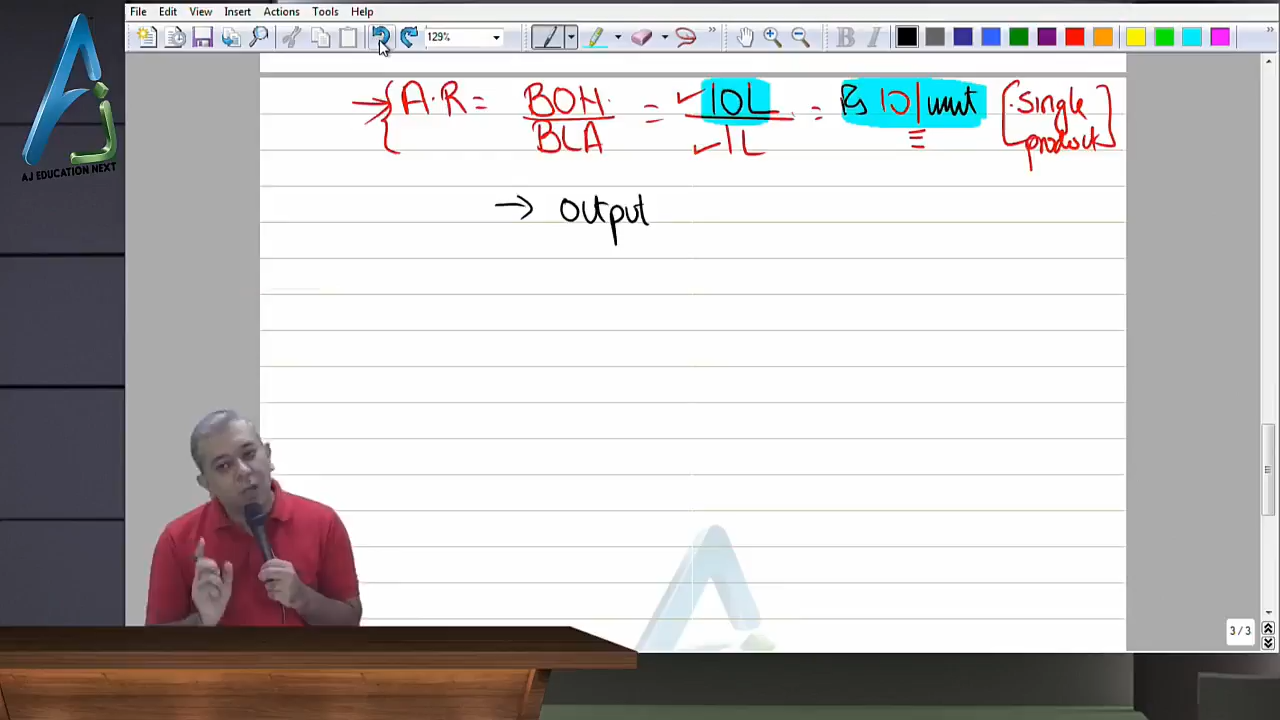 File Edit View Insert Actions Tools Help
129%
B I
AJ EDUCATION NEXT
A.R = BOH / BLA = 10L / 1L = Rs 10/unit [single product]
→ output
3/3